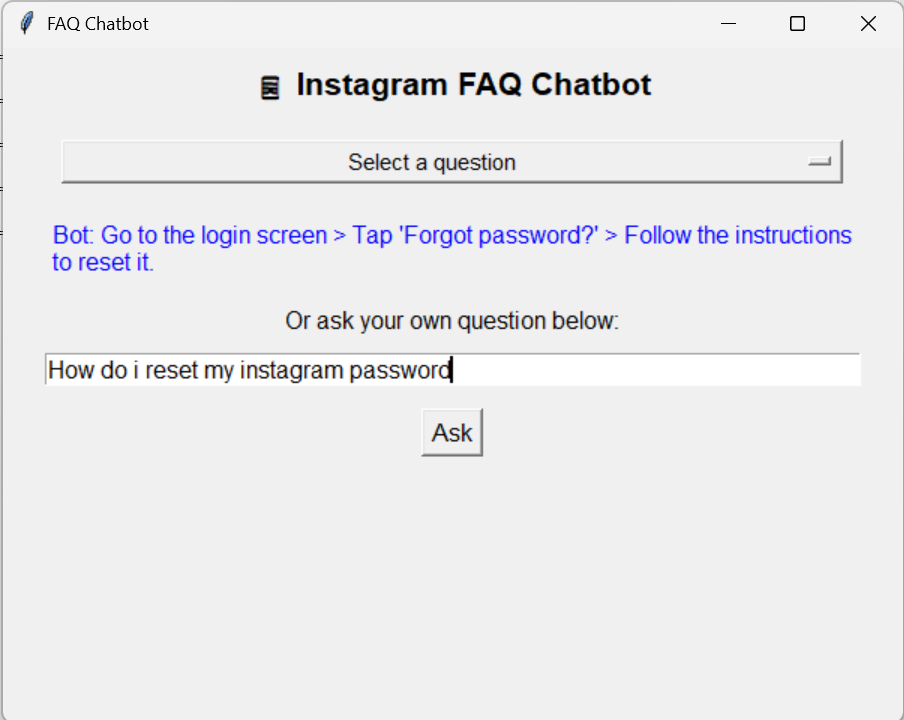 FAQ Chatbot
Instagram FAQ Chatbot
Select a question
Bot: Go to the login screen > Tap 'Forgot password?' > Follow the instructions
to reset it.
Or ask your own question below:
How do i reset my instagram password
Ask